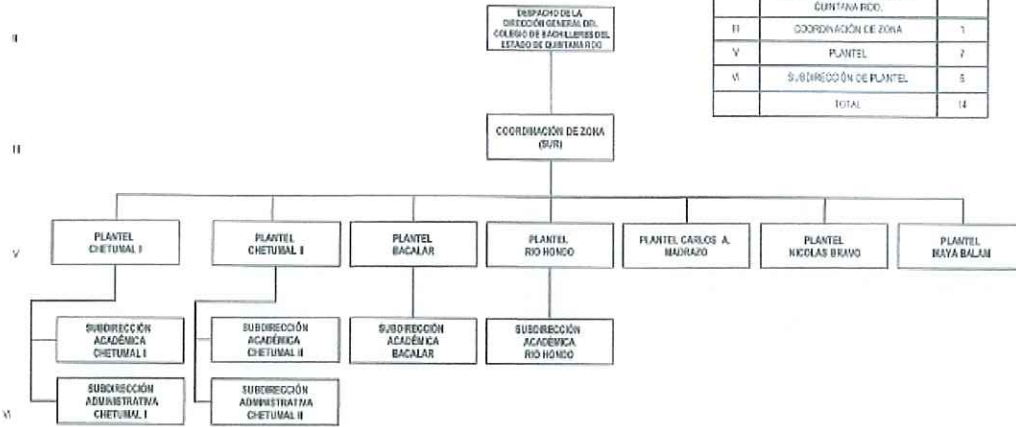 II
DESPACHO DE LA
DIRECCIÓN GENERAL DEL
COLEGIO DE BACHILLERES DEL
ESTADO DE QUINTANA ROO
QUINTANA ROO.
III
COORDINACIÓN DE ZONA
1
V
PLANTEL
7
VI
SUBDIRECCIÓN DE PLANTEL
6
TOTAL
14
III
COORDINACIÓN DE ZONA
(SUR)
V
PLANTEL
CHETUMAL I
PLANTEL
CHETUMAL II
PLANTEL
BACALAR
PLANTEL
RIO HONDO
PLANTEL CARLOS A.
MADRAZO
PLANTEL
NICOLAS BRAVO
PLANTEL
MAYA BALAM
SUBDIRECCIÓN
ACADÉMICA
CHETUMAL I
SUBDIRECCIÓN
ACADÉMICA
CHETUMAL II
SUBDIRECCIÓN
ACADÉMICA
BACALAR
SUBDIRECCIÓN
ACADÉMICA
RIO HONDO
VI
SUBDIRECCIÓN
ADMINISTRATIVA
CHETUMAL I
SUBDIRECCIÓN
ADMINISTRATIVA
CHETUMAL II